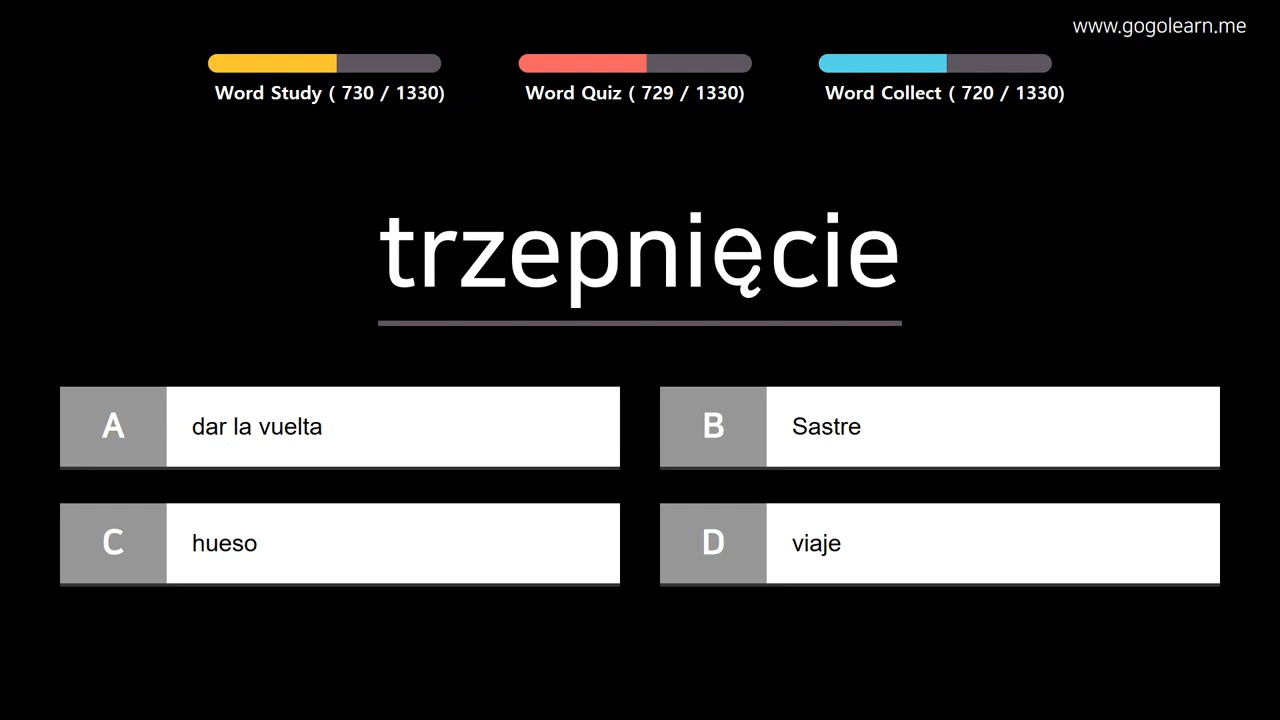 www.gogolearn.me
Word Study ( 730 / 1330)
Word Quiz ( 729 / 1330)
Word Collect ( 720 / 1330)
trzepnięcie
A dar la vuelta
B Sastre
C hueso
D viaje